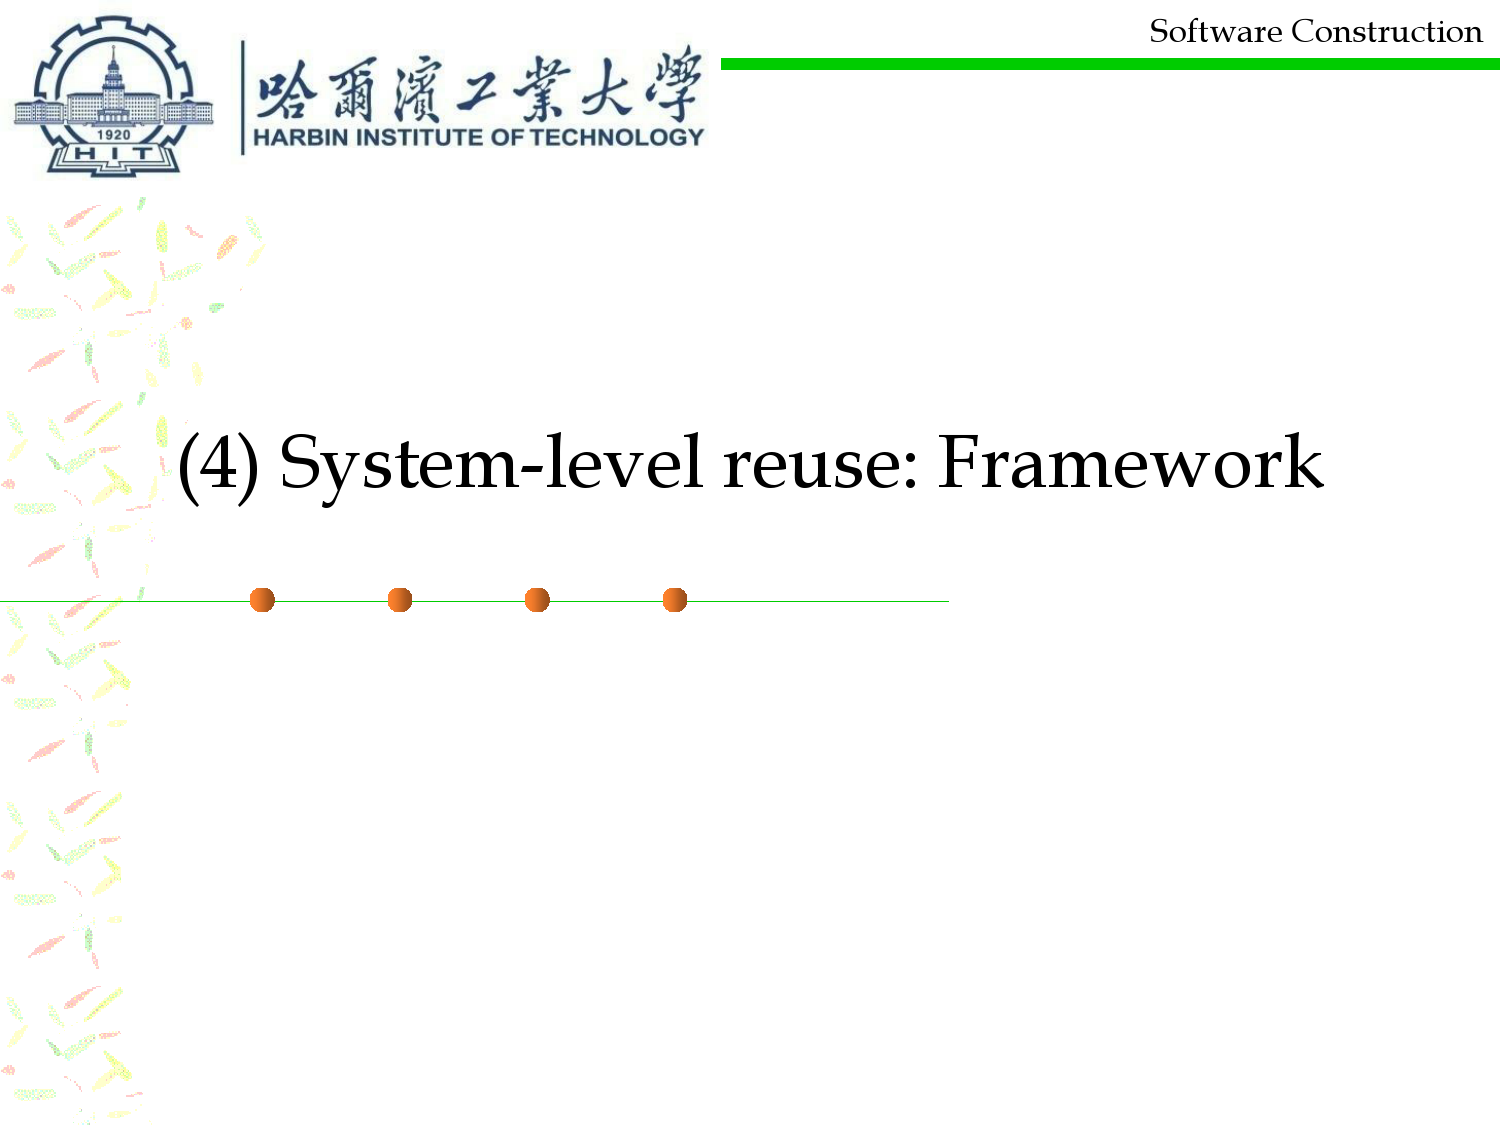 Software Construction
哈爾濱工業大學
HARBIN INSTITUTE OF TECHNOLOGY
1920
HIT
(4) System-level reuse: Framework